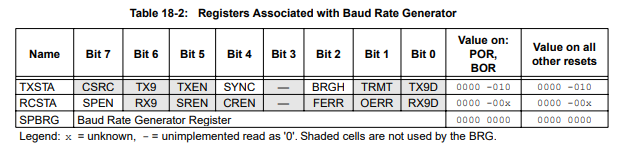 Table 18-2: Registers Associated with Baud Rate Generator
Name Bit 7 Bit 6 Bit 5 Bit 4 Bit 3 Bit 2 Bit 1 Bit 0 Value on: POR, BOR Value on all other resets
TXSTA CSRC TX9 TXEN SYNC — BRGH TRMT TX9D 0000 -010 0000 -010
RCSTA SPEN RX9 SREN CREN — FERR OERR RX9D 0000 -00x 0000 -00x
SPBRG Baud Rate Generator Register 0000 0000 0000 0000
Legend: x = unknown, - = unimplemented read as '0'. Shaded cells are not used by the BRG.